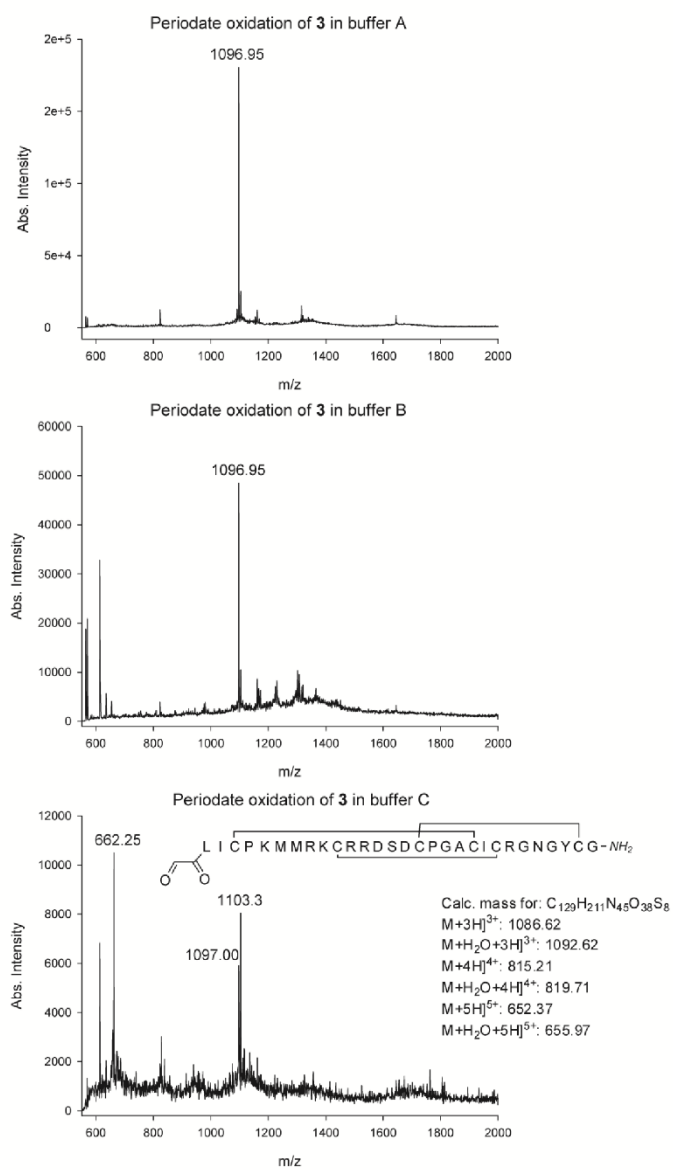 Periodate oxidation of 3 in buffer A
1096.95
2e+5
2e+5
1e+5
5e+4
0
Abs. Intensity
600 800 1000 1200 1400 1600 1800 2000
m/z
Periodate oxidation of 3 in buffer B
1096.95
60000
50000
40000
30000
20000
10000
0
Abs. Intensity
600 800 1000 1200 1400 1600 1800 2000
m/z
Periodate oxidation of 3 in buffer C
12000
10000
8000
6000
4000
2000
0
Abs. Intensity
662.25
1103.3
1097.00
L I C P K M M R K C R R D S D C P G A C I C R G N G Y C G - NH2
O O
Calc. mass for: C129H211N45O38S8
M+3H]3+: 1086.62
M+H2O+3H]3+: 1092.62
M+4H]4+: 815.21
M+H2O+4H]4+: 819.71
M+5H]5+: 652.37
M+H2O+5H]5+: 655.97
600 800 1000 1200 1400 1600 1800 2000
m/z